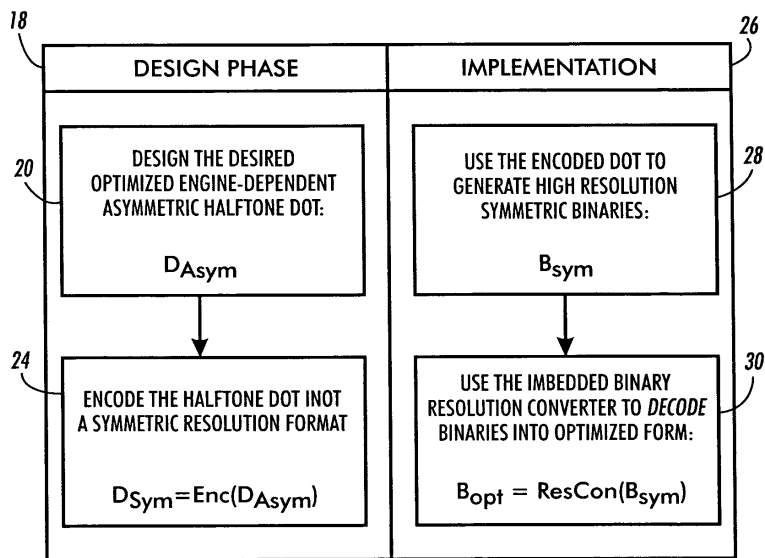 18
26
DESIGN PHASE
IMPLEMENTATION
20
DESIGN THE DESIRED
OPTIMIZED ENGINE-DEPENDENT
ASYMMETRIC HALFTONE DOT:
DAsym
24
ENCODE THE HALFTONE DOT INOT
A SYMMETRIC RESOLUTION FORMAT
DSym=Enc(DAsym)
28
USE THE ENCODED DOT TO
GENERATE HIGH RESOLUTION
SYMMETRIC BINARIES:
Bsym
30
USE THE IMBEDDED BINARY
RESOLUTION CONVERTER TO DECODE
BINARIES INTO OPTIMIZED FORM:
Bopt = ResCon(Bsym)